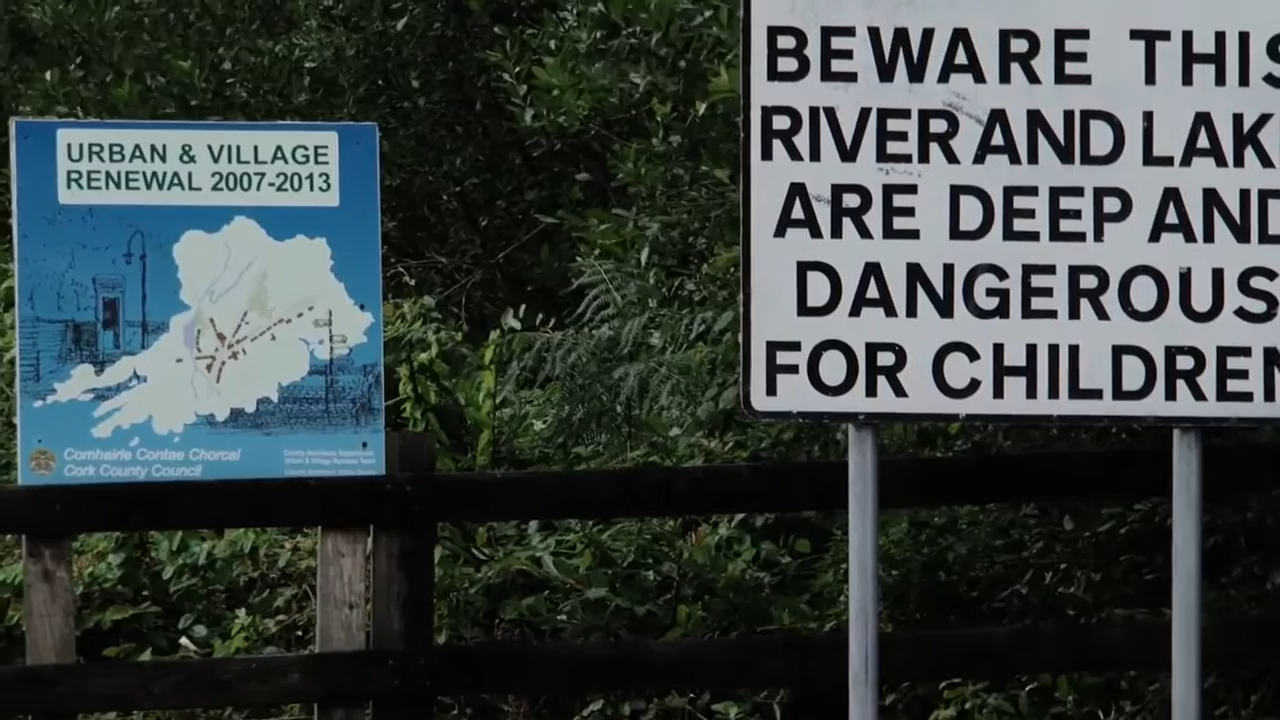 URBAN & VILLAGE
RENEWAL 2007-2013
Comhairle Contae Chorcaí
Cork County Council
BEWARE THIS
RIVER AND LAK
ARE DEEP AND
DANGEROUS
FOR CHILDREN